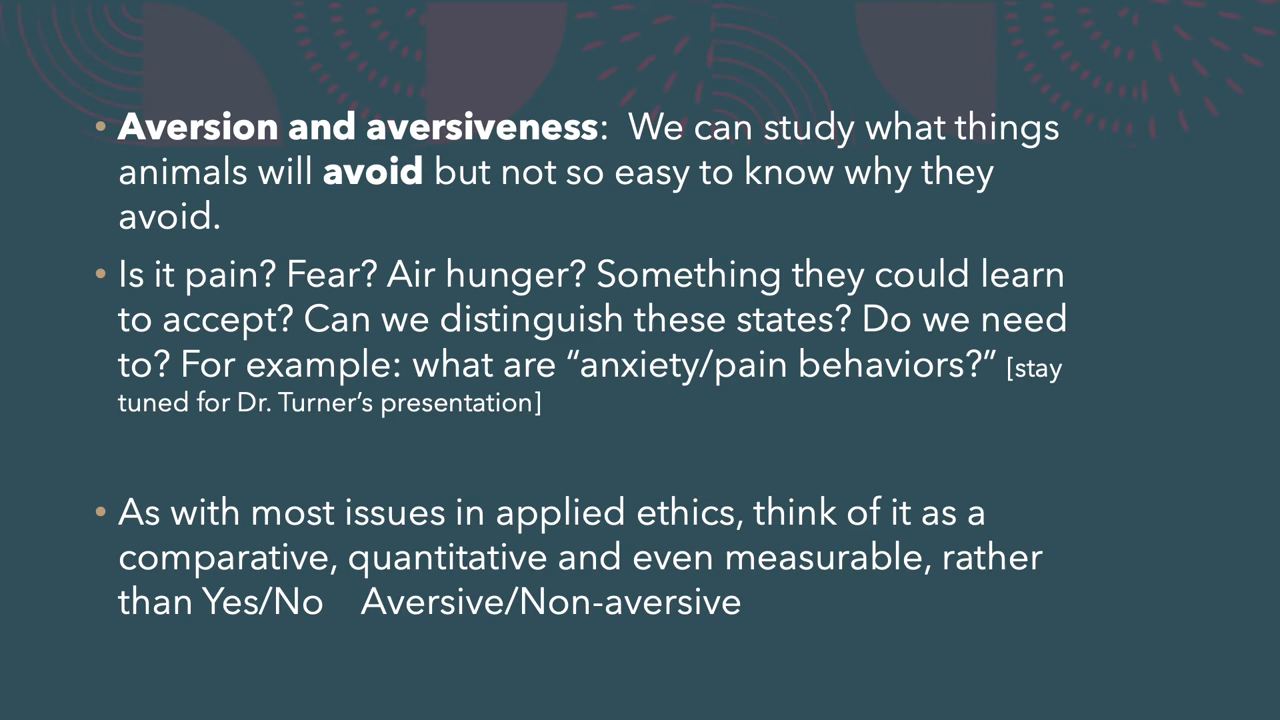 • Aversion and aversiveness:  We can study what things
animals will avoid but not so easy to know why they
avoid.
• Is it pain? Fear? Air hunger? Something they could learn
to accept? Can we distinguish these states? Do we need
to? For example: what are “anxiety/pain behaviors?” [stay
tuned for Dr. Turner’s presentation]
• As with most issues in applied ethics, think of it as a
comparative, quantitative and even measurable, rather
than Yes/No    Aversive/Non-aversive